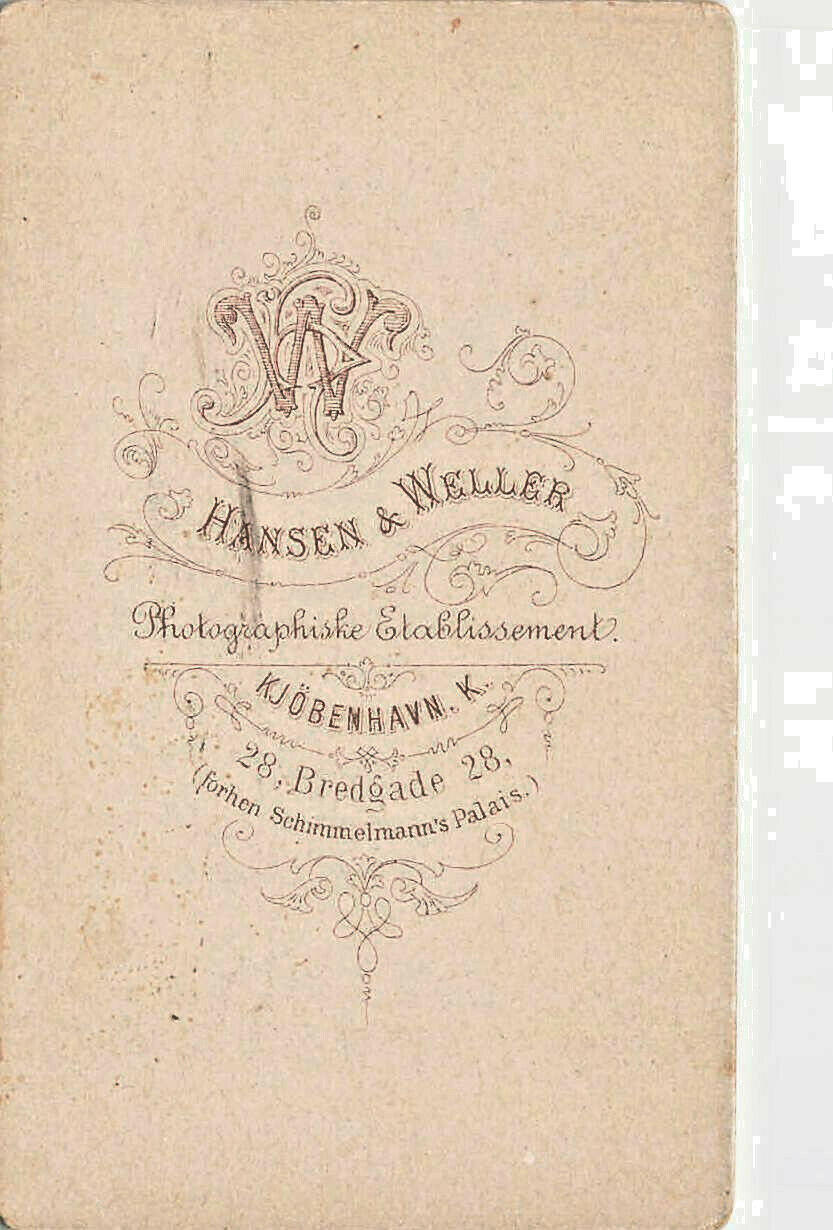 HANSEN & WELLER
Photographiske Etablissement.
KJÖBENHAVN. K.
28, Bredgade 28.
(forhen Schimmelmann's Palais.)